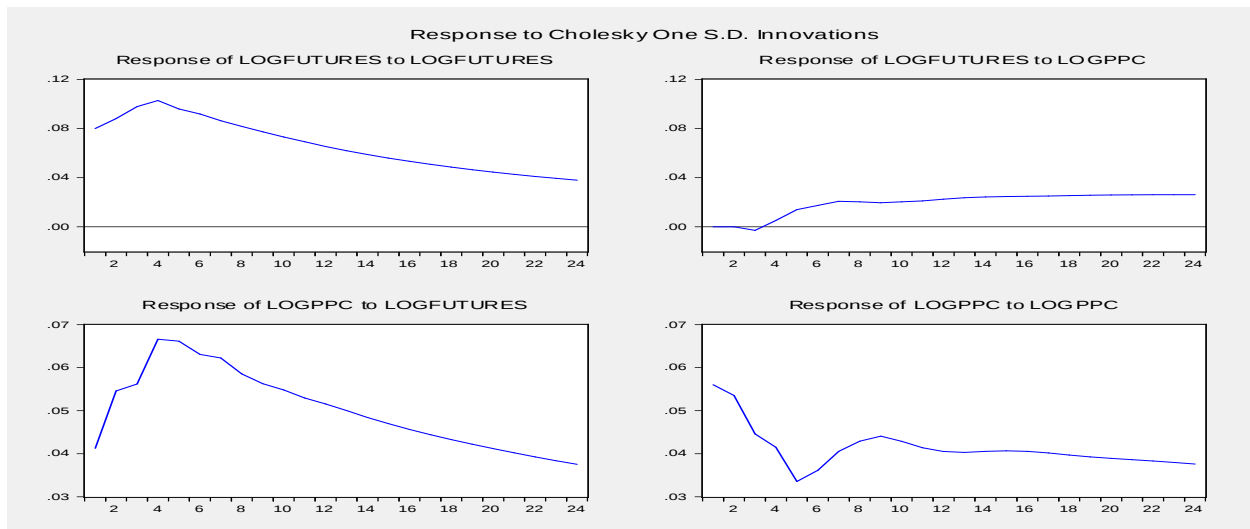 Response to Cholesky One S.D. Innovations
Response of LOGFUTURES to LOGFUTURES
Response of LOGFUTURES to LOGPPC
.12
.08
.04
.00
2 4 6 8 10 12 14 16 18 20 22 24
.12
.08
.04
.00
2 4 6 8 10 12 14 16 18 20 22 24
Response of LOGPPC to LOGFUTURES
Response of LOGPPC to LOGPPC
.07
.06
.05
.04
.03
2 4 6 8 10 12 14 16 18 20 22 24
.07
.06
.05
.04
.03
2 4 6 8 10 12 14 16 18 20 22 24